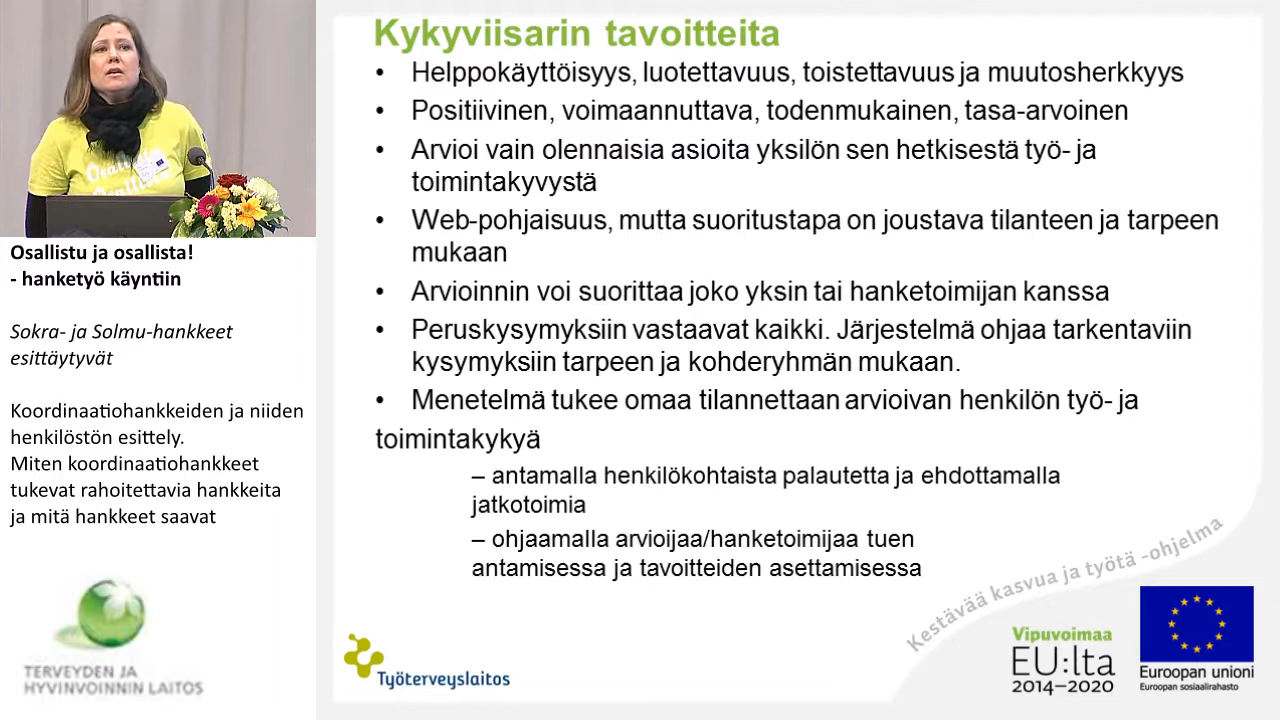 Kykyviisarin tavoitteita
• Helppokäyttöisyys, luotettavuus, toistettavuus ja muutosherkkyys
• Positiivinen, voimaannuttava, todenmukainen, tasa-arvoinen
• Arvioi vain olennaisia asioita yksilön sen hetkisestä työ- ja
toimintakyvystä
• Web-pohjaisuus, mutta suoritustapa on joustava tilanteen ja tarpeen
mukaan
• Arvioinnin voi suorittaa joko yksin tai hanketoimijan kanssa
• Peruskysymyksiin vastaavat kaikki. Järjestelmä ohjaa tarkentaviin
kysymyksiin tarpeen ja kohderyhmän mukaan.
• Menetelmä tukee omaa tilannettaan arvioivan henkilön työ- ja
toimintakykyä
– antamalla henkilökohtaista palautetta ja ehdottamalla
jatkotoimia
– ohjaamalla arvioijaa/hanketoimijaa tuen
antamisessa ja tavoitteiden asettamisessa
Osallistu ja osallista!
- hanketyö käyntiin
Sokra- ja Solmu-hankkeet
esittäytyvät
Koordinaatiohankkeiden ja niiden
henkilöstön esittely.
Miten koordinaatiohankkeet
tukevat rahoitettavia hankkeita
ja mitä hankkeet saavat
TERVEYDEN JA
HYVINVOINNIN LAITOS
Työterveyslaitos
Kestävää kasvua ja työtä -ohjelma
Vipuvoimaa
EU:lta
2014–2020
Euroopan unioni
Euroopan sosiaalirahasto